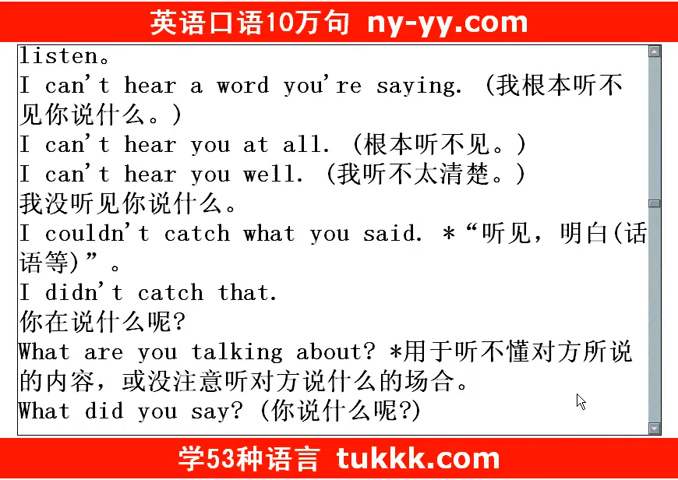 英语口语10万句 ny-yy.com
listen。
I can't hear a word you're saying. (我根本听不
见你说什么。)
I can't hear you at all. (根本听不见。)
I can't hear you well. (我听不太清楚。)
我没听见你说什么。
I couldn't catch what you said. *“听见，明白(话
语等)”。
I didn't catch that.
你在说什么呢?
What are you talking about? *用于听不懂对方所说
的内容，或没注意听对方说什么的场合。
What did you say? (你说什么呢?)
学53种语言 tukkk.com